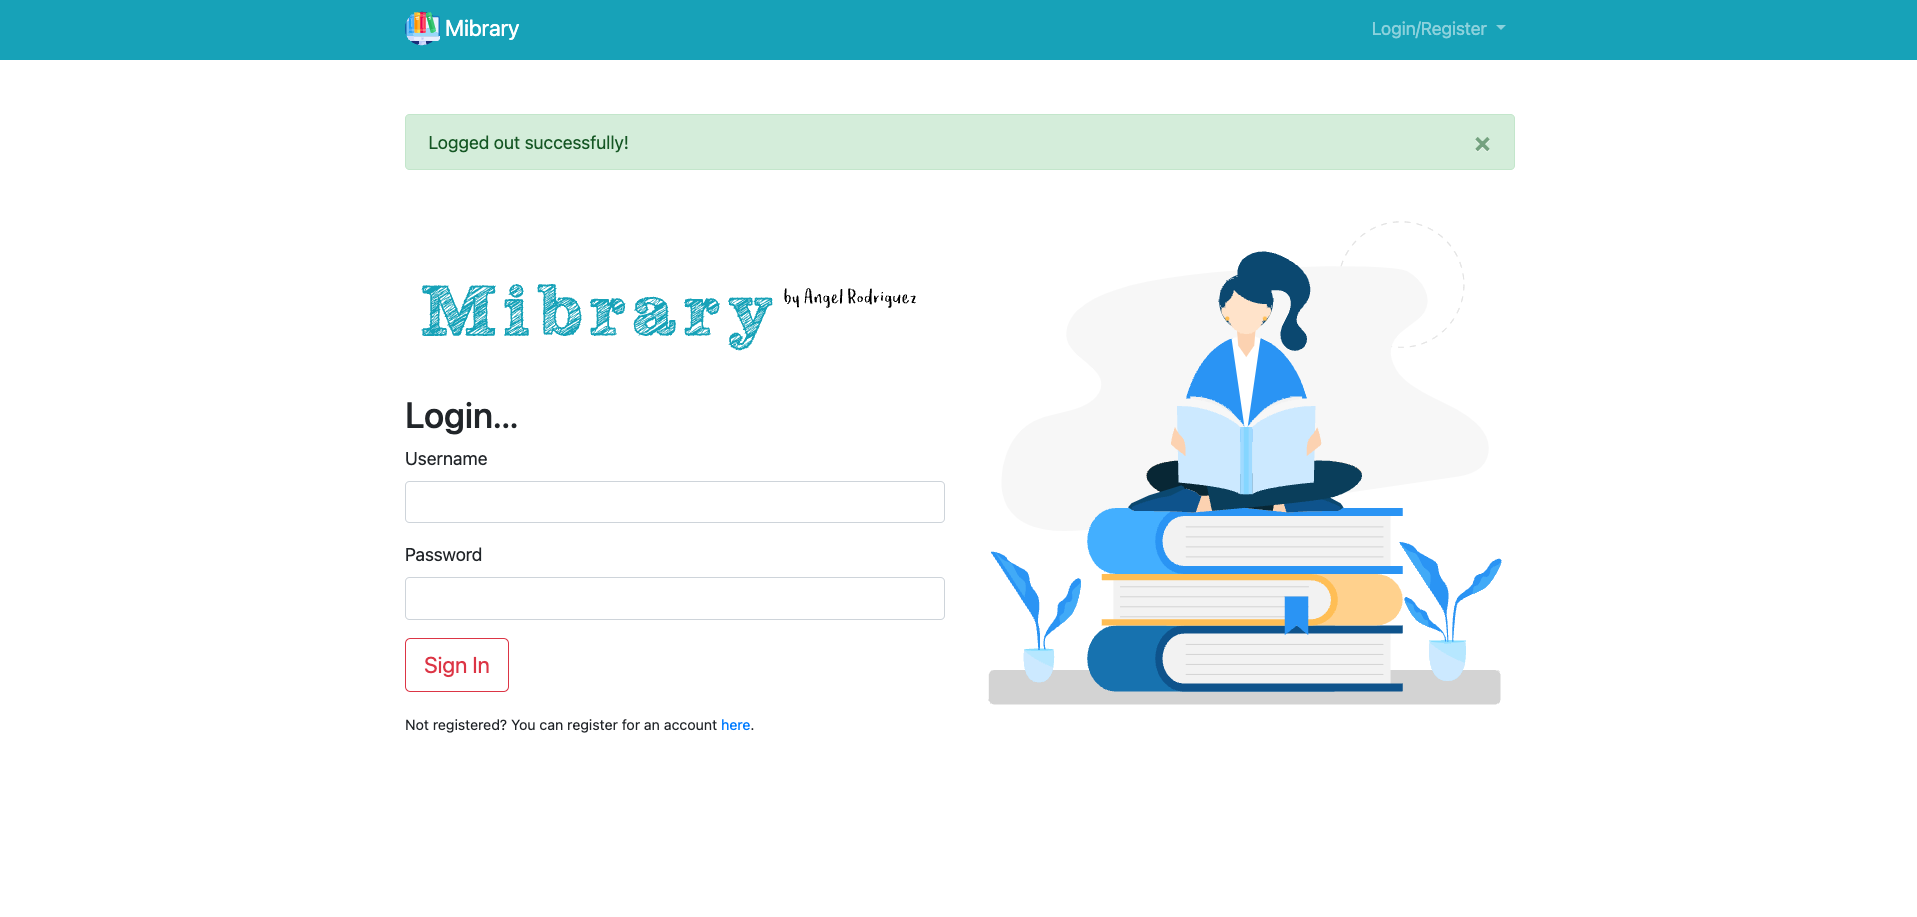 Mibrary
Login/Register
Logged out successfully!
×
Mibrary by Angel Rodriguez
Login...
Username
Password
Sign In
Not registered? You can register for an account here.